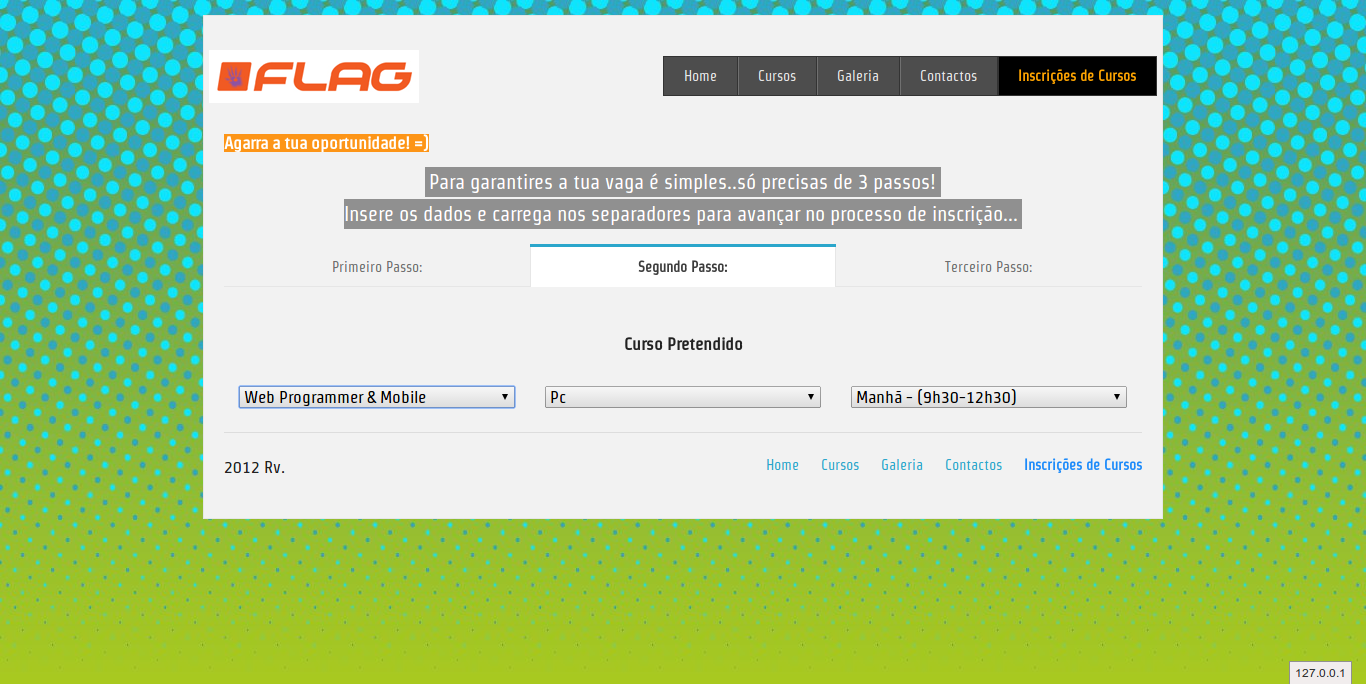 FLAG
Home Cursos Galeria Contactos Inscrições de Cursos
Agarra a tua oportunidade! =)
Para garantires a tua vaga é simples..só precisas de 3 passos!
Insere os dados e carrega nos separadores para avançar no processo de inscrição...
Primeiro Passo: Segundo Passo: Terceiro Passo:
Curso Pretendido
Web Programmer & Mobile Pc Manhã - (9h30-12h30)
2012 Rv. Home Cursos Galeria Contactos Inscrições de Cursos
127.0.0.1